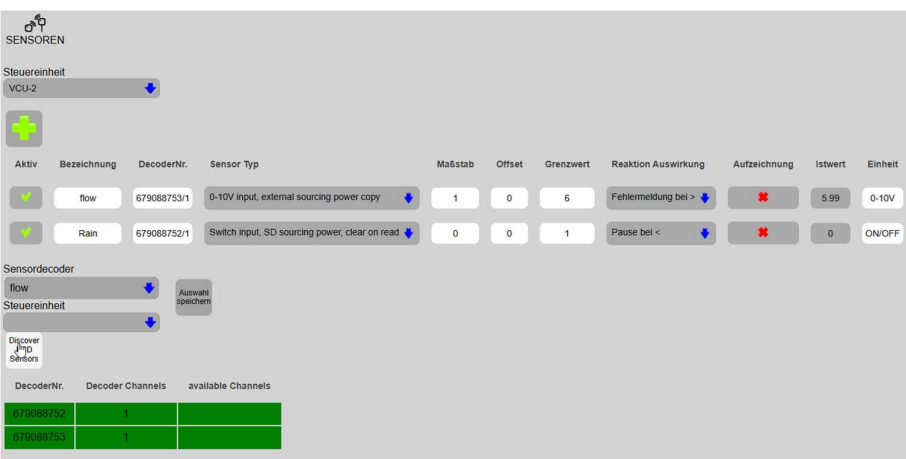 SENSOREN
Steuereinheit
VCU-2
Aktiv Bezeichnung DecoderNr. Sensor Typ Maßstab Offset Grenzwert Reaktion Auswirkung Aufzeichnung Istwert Einheit
flow 679088753/1 0-10V input, external sourcing power copy 1 0 6 Fehlermeldung bei > 5.99 0-10V
Rain 679088752/1 Switch input, SD sourcing power, clear on read 0 0 1 Pause bei < 0 ON/OFF
Sensordecoder
flow
Auswahl
speichern
Steuereinheit
Discover
Sensors
DecoderNr. Decoder Channels available Channels
679088752 1
679088753 1